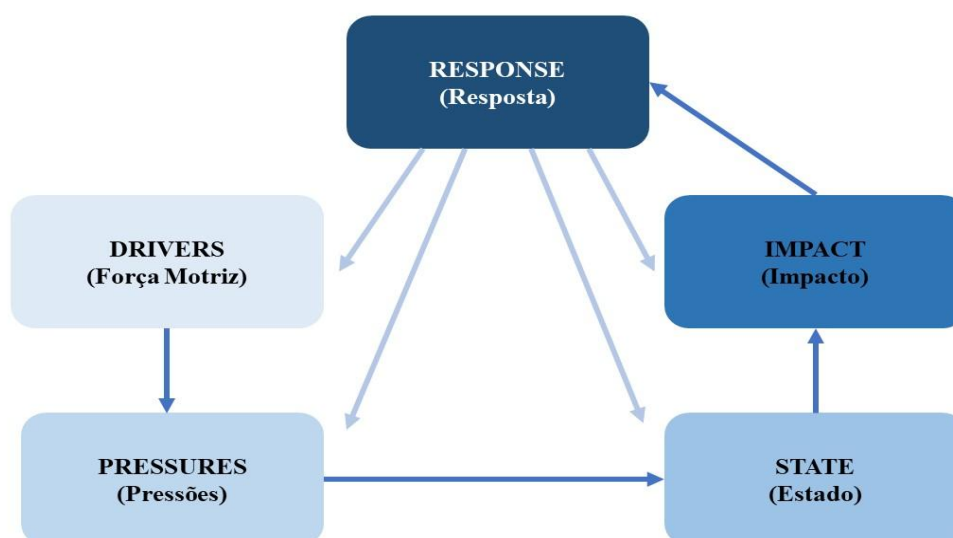 RESPONSE
(Resposta)
DRIVERS
(Força Motriz)
IMPACT
(Impacto)
PRESSURES
(Pressões)
STATE
(Estado)